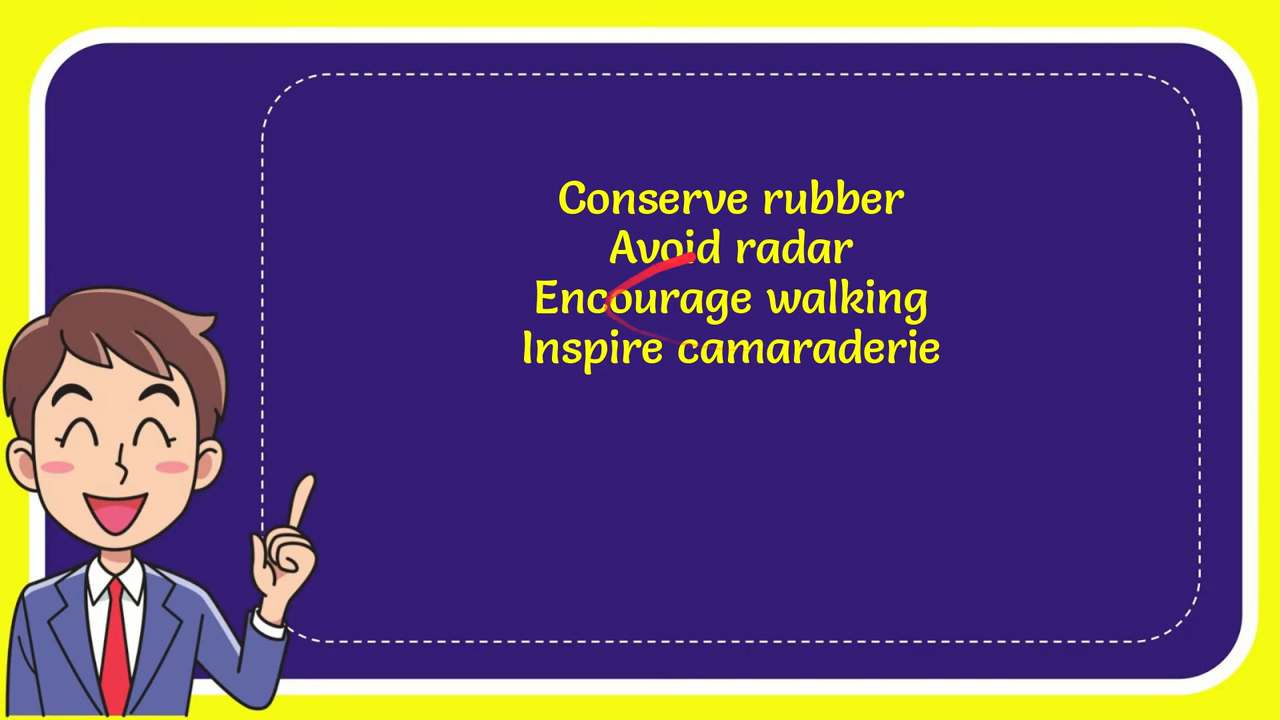 Conserve rubber
Avoid radar
Encourage walking
Inspire camaraderie